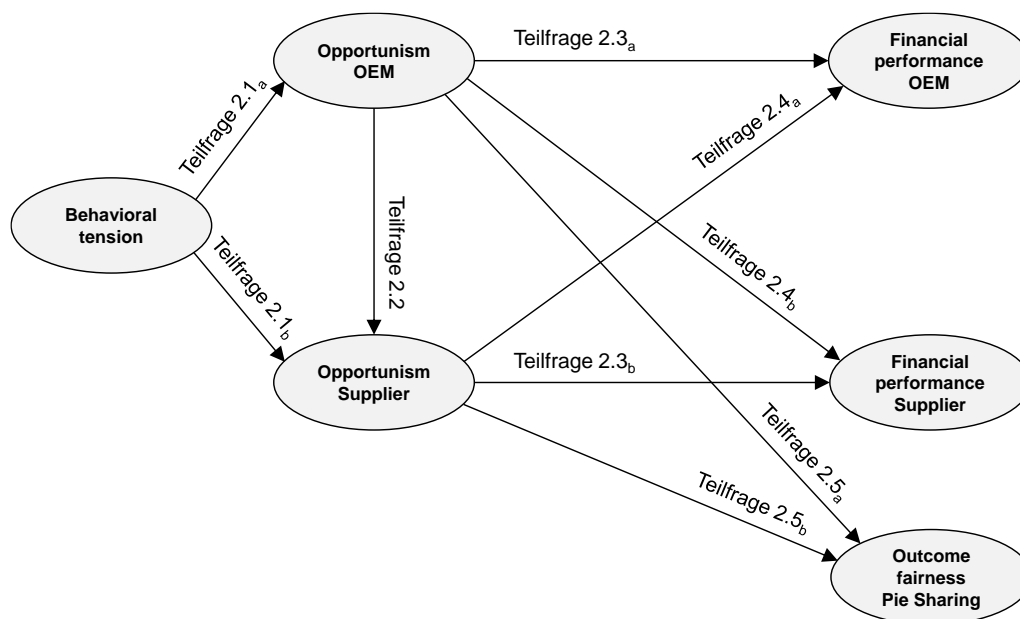 Opportunism
OEM
Teilfrage 2.3a
Financial
performance
OEM
Teilfrage 2.1a
Teilfrage 2.4a
Behavioral
tension
Teilfrage 2.2
Teilfrage 2.1b
Teilfrage 2.4b
Opportunism
Supplier
Teilfrage 2.3b
Financial
performance
Supplier
Teilfrage 2.5a
Teilfrage 2.5b
Outcome
fairness
Pie Sharing